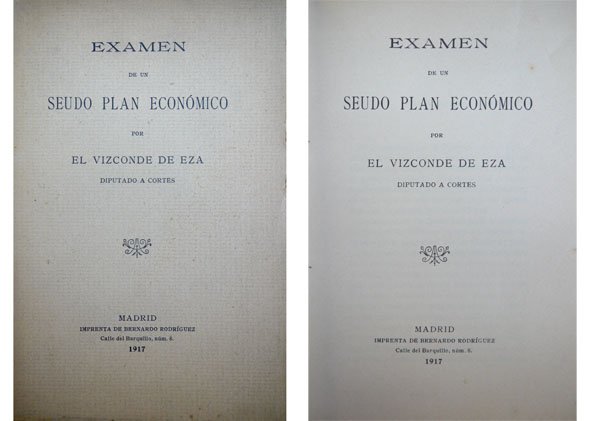 EXAMEN
DE UN
SEUDO PLAN ECONÓMICO
POR
EL VIZCONDE DE EZA
DIPUTADO A CORTES
MADRID
IMPRENTA DE BERNARDO RODRÍGUEZ
Calle del Barquillo, núm. 8.
1917
EXAMEN
DE UN
SEUDO PLAN ECONÓMICO
POR
EL VIZCONDE DE EZA
DIPUTADO A CORTES
MADRID
IMPRENTA DE BERNARDO RODRÍGUEZ
Calle del Barquillo, núm. 8.
1917